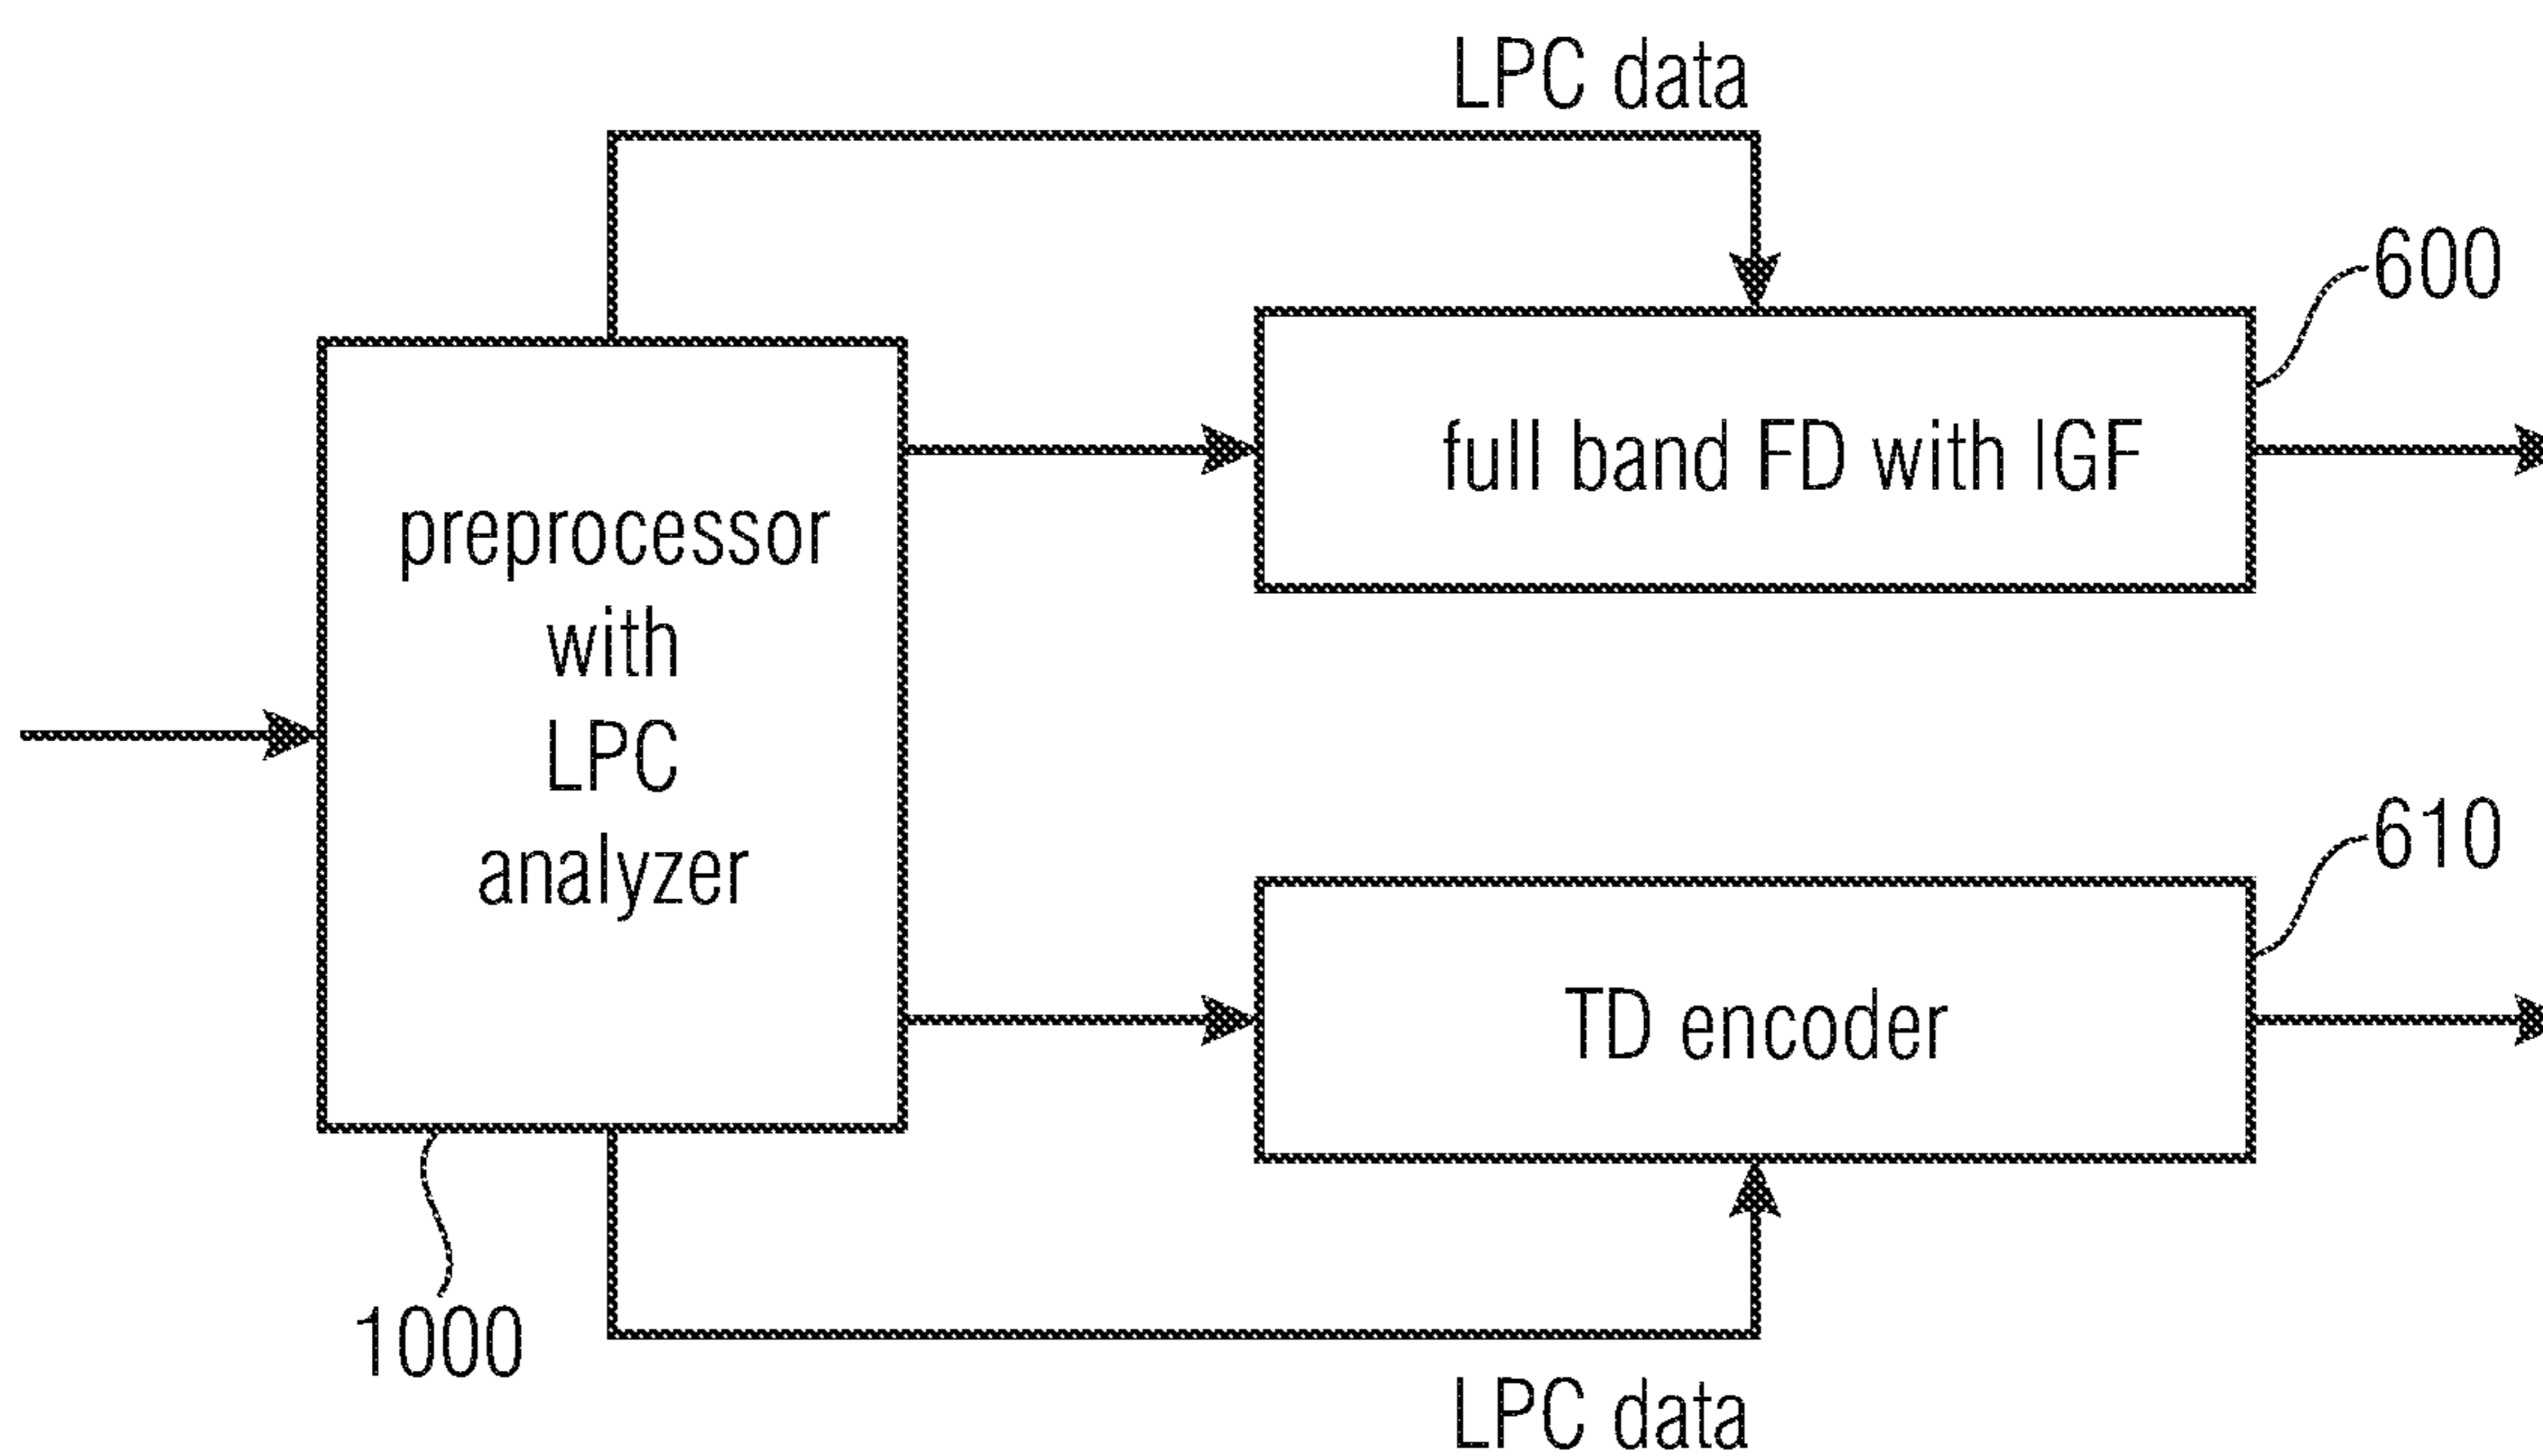 LPC data
600
full band FD with IGF
preprocessor
with
LPC
analyzer
610
TD encoder
1000
LPC data